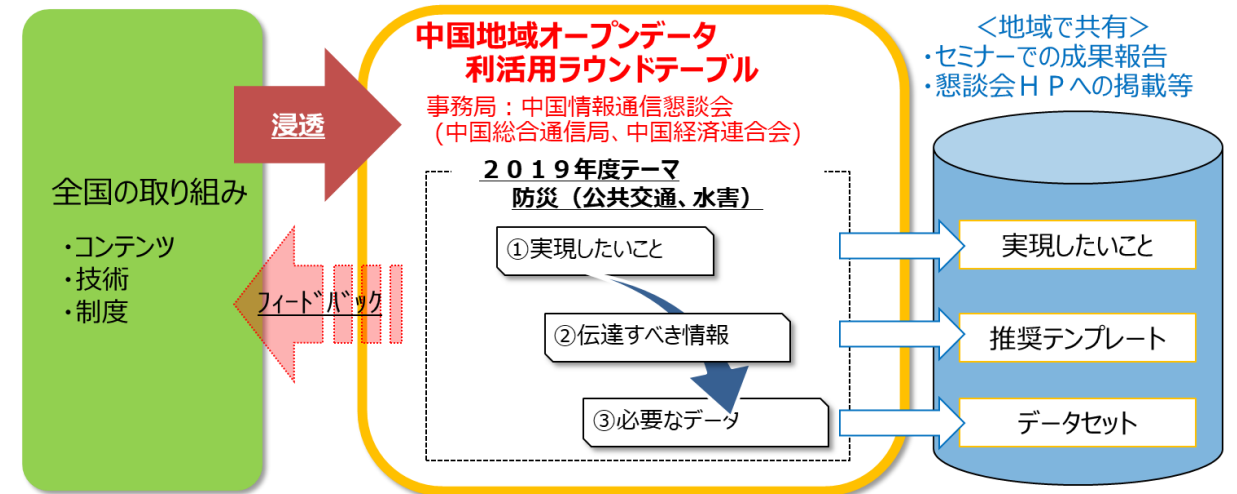 全国の取り組み
・コンテンツ
・技術
・制度
浸透
ﾌｨｰﾄﾞﾊﾞｯｸ
中国地域オープンデータ
利活用ラウンドテーブル
事務局：中国情報通信懇談会
(中国総合通信局、中国経済連合会)
２０１９年度テーマ
防災（公共交通、水害）
①実現したいこと
②伝達すべき情報
③必要なデータ
＜地域で共有＞
・セミナーでの成果報告
・懇談会ＨＰへの掲載等
実現したいこと
推奨テンプレート
データセット